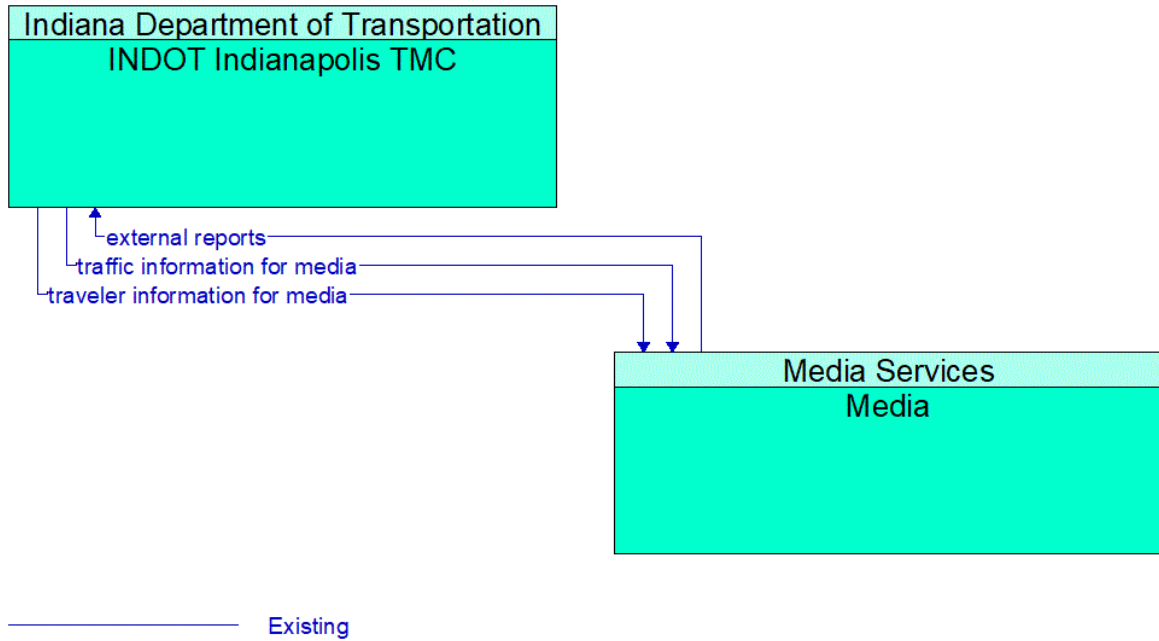 Indiana Department of Transportation
INDOT Indianapolis TMC
external reports
traffic information for media
traveler information for media
Media Services
Media
Existing